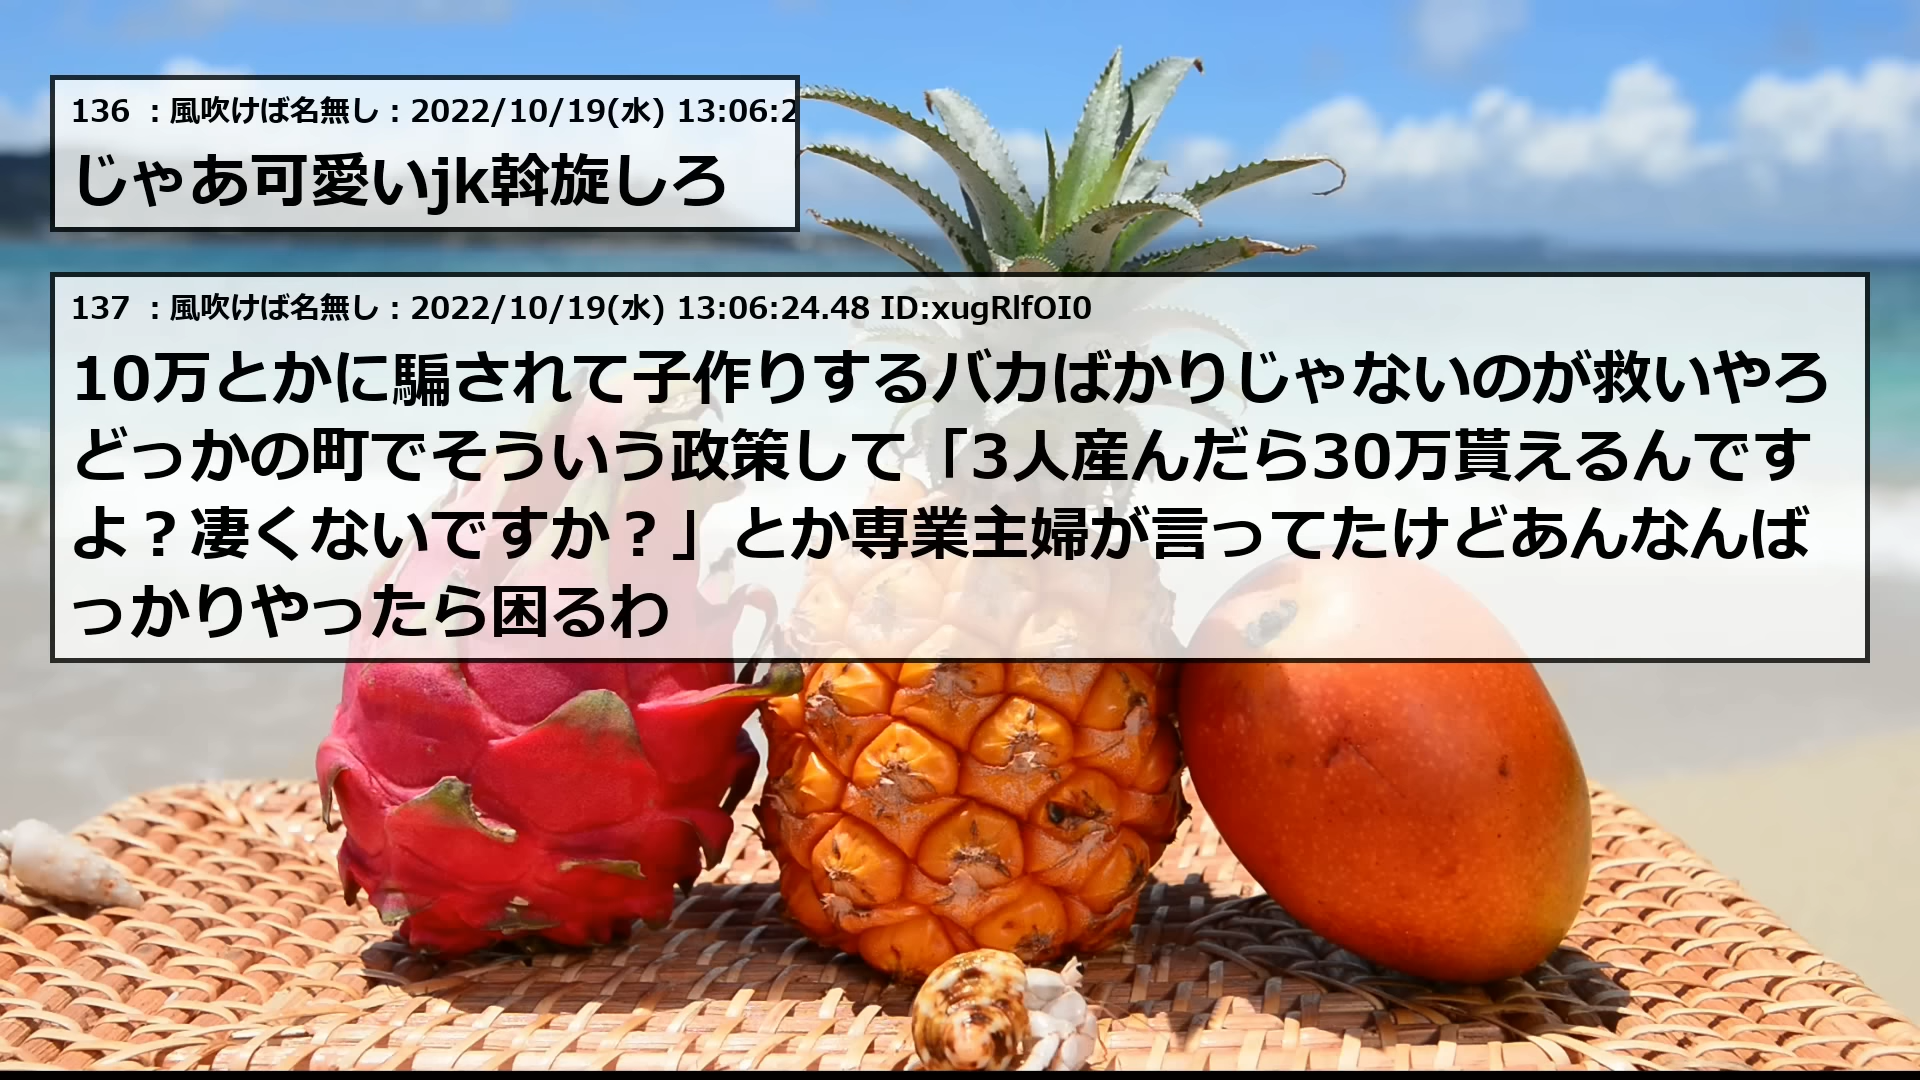 136 ：風吹けば名無し：2022/10/19(水) 13:06:2
じゃあ可愛いjk斡旋しろ
137 ：風吹けば名無し：2022/10/19(水) 13:06:24.48 ID:xugRlfOI0
10万とかに騙されて子作りするバカばかりじゃないのが救いやろ
どっかの町でそういう政策して「3人産んだら30万貰えるんです
よ？凄くないですか？」とか専業主婦が言ってたけどあんなんば
っかりやったら困るわ